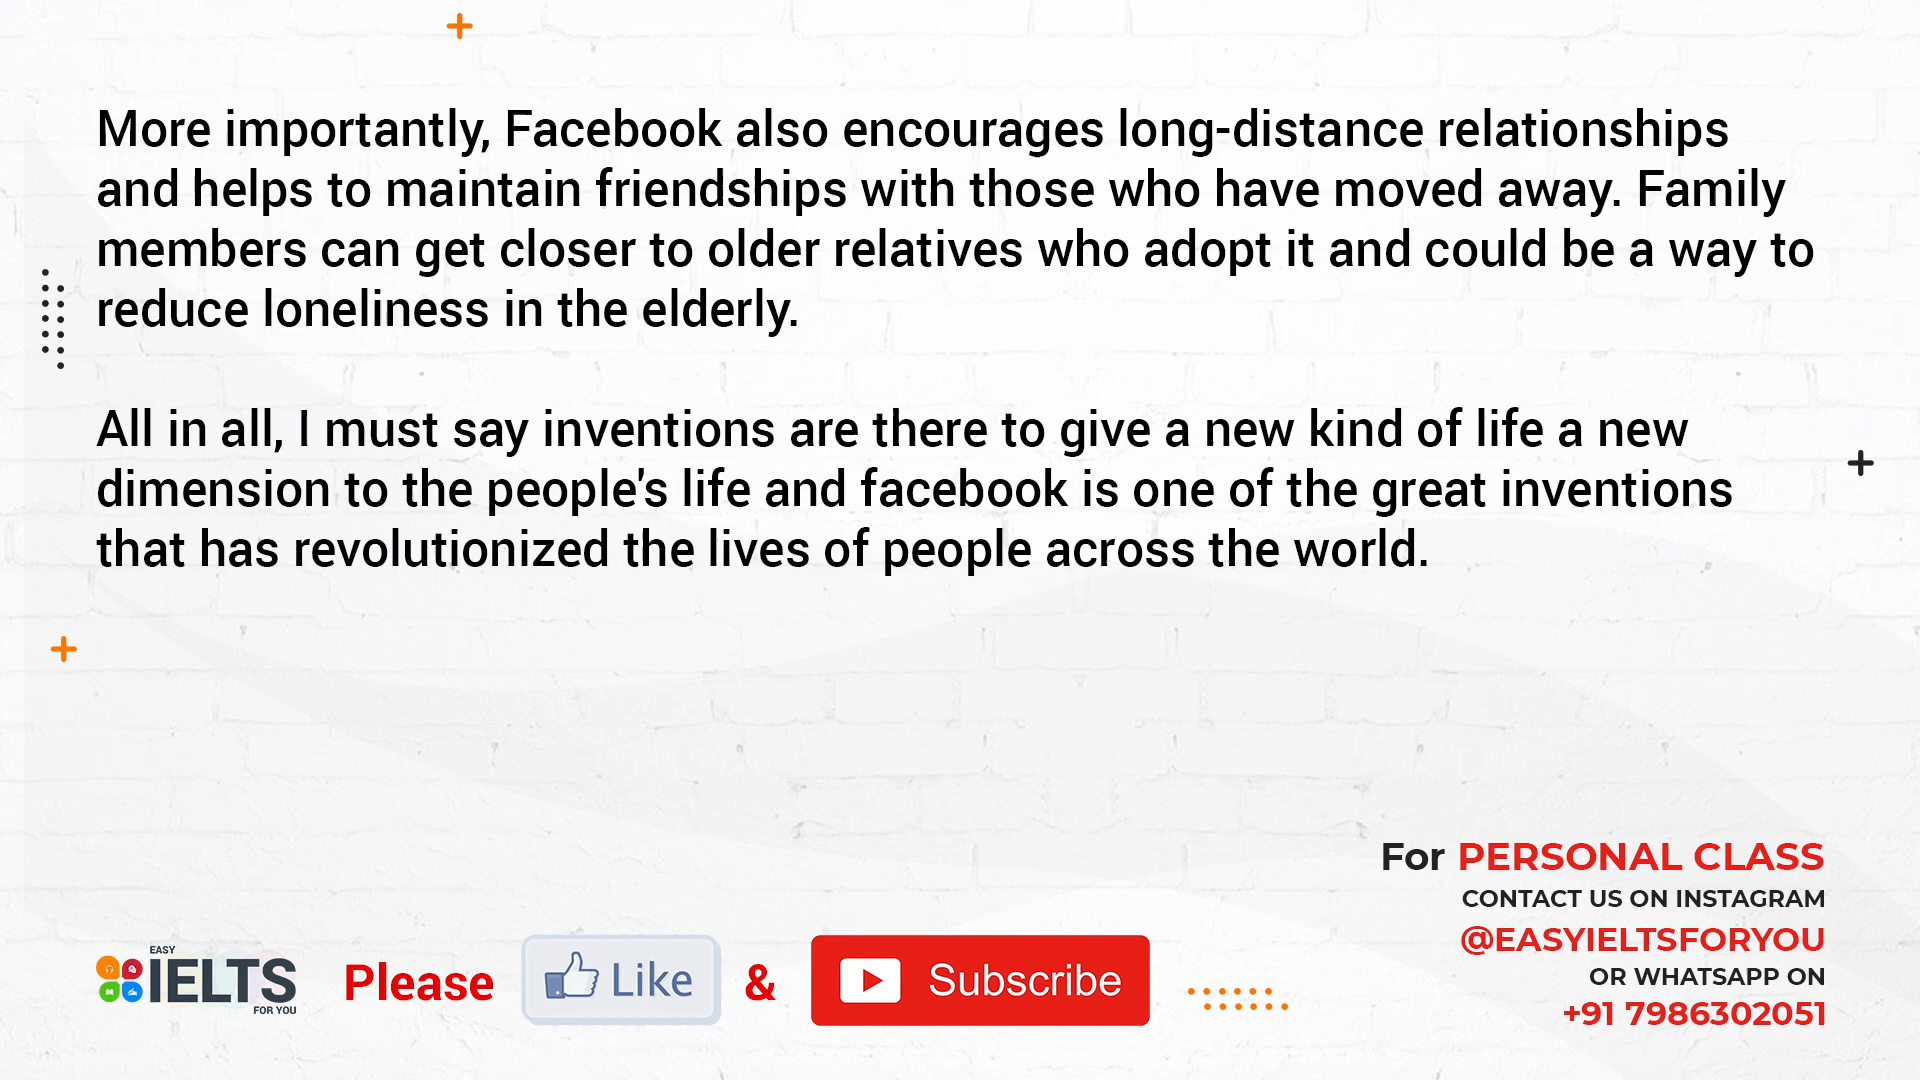 More importantly, Facebook also encourages long-distance relationships
and helps to maintain friendships with those who have moved away. Family
members can get closer to older relatives who adopt it and could be a way to
reduce loneliness in the elderly.
All in all, I must say inventions are there to give a new kind of life a new
dimension to the people's life and facebook is one of the great inventions
that has revolutionized the lives of people across the world.
For PERSONAL CLASS
CONTACT US ON INSTAGRAM
@EASYIELTSFORYOU
OR WHATSAPP ON
+91 7986302051
EASY
IELTS
FOR YOU
Please Like & Subscribe